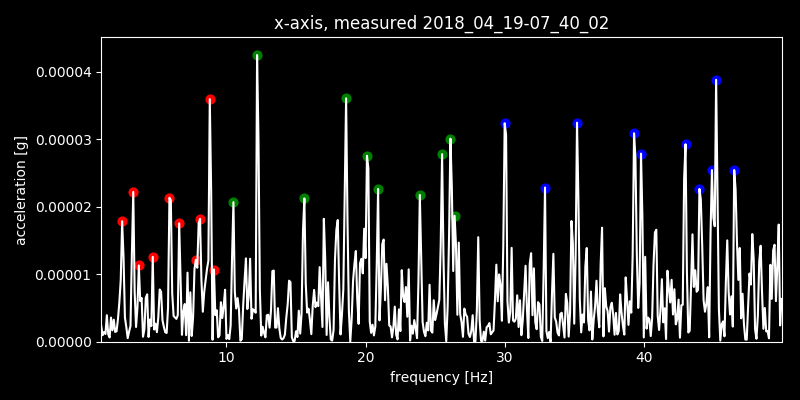 x-axis, measured 2018_04_19-07_40_02
acceleration [g]
0.00004
0.00003
0.00002
0.00001
0.00000
10 20 30 40
frequency [Hz]